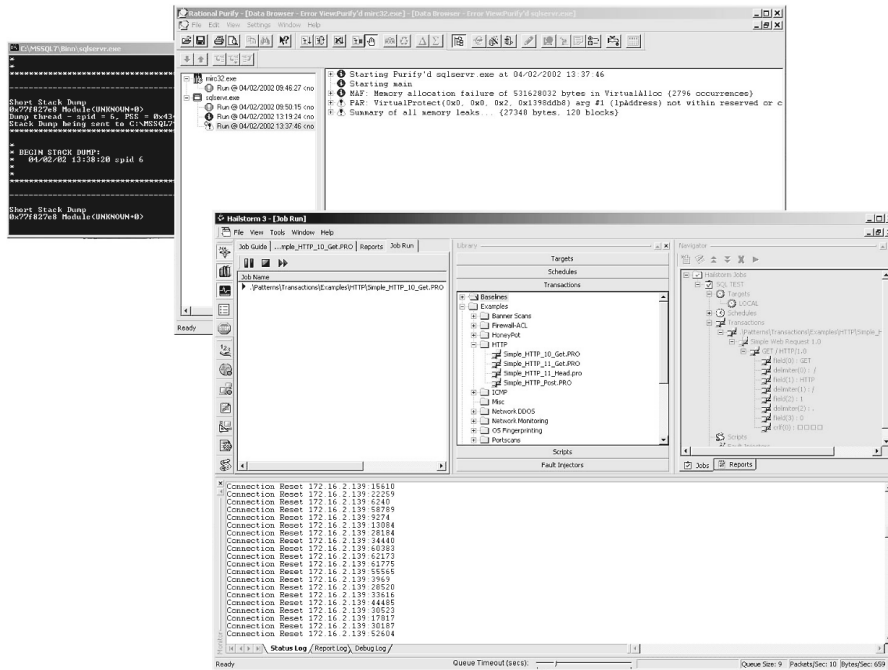 Rational Purify - [Data Browser - Error ViewPurify'd mirc32.exe] - [Data Browser - Error ViewPurify'd sqlservr.exe]
File Edit View Settings Window Help
C:\MSSQL7\Binn\sqlservr.exe
*
*
Short Stack Dump
0x77f827e8 Module(UNKNOWN+0)
Dump thread - spid = 6, PSS = 0x43
Stack Dump being sent to C:\MSSQL7
*
* BEGIN STACK DUMP:
* 04/02/02 13:38:20 spid 6
*
*
Short Stack Dump
0x77f827e8 Module(UNKNOWN+0)
mirc32.exe
Run @ 04/02/2002 09:46:27 <no
sqlservr.exe
Run @ 04/02/2002 09:50:15 <no
Run @ 04/02/2002 13:19:24 <no
Run @ 04/02/2002 13:37:46 <no
Starting Purify'd sqlservr.exe at 04/02/2002 13:37:46
Starting main
MAF: Memory allocation failure of 531628032 bytes in VirtualAlloc {2796 occurrences}
PAR: VirtualProtect(0x0, 0x0, 0x2, 0x1398ddb8) arg #1 (lpAddress) not within reserved or c
Summary of all memory leaks... {27348 bytes, 120 blocks}
Ready
Hailstorm 3 - [Job Run]
File View Tools Window Help
Job Guide ...mple_HTTP_10_Get.PRO Reports Job Run
Job Name
.\Patterns\Transactions\Examples\HTTP\Simple_HTTP_10_Get.PRO
Library
Targets
Schedules
Transactions
Baselines
Examples
Banner Scans
Firewall-ACL
HoneyPot
HTTP
Simple_HTTP_10_Get.PRO
Simple_HTTP_11_Get.PRO
Simple_HTTP_11_Head.pro
Simple_HTTP_Post.PRO
ICMP
Misc
Network DDOS
Network Monitoring
OS Fingerprinting
Portscans
Scripts
Fault Injectors
Navigator
Hailstorm Jobs
SQL TEST
Targets
LOCAL
Schedules
Transactions
.\Patterns\Transactions\Examples\HTTP\Simple_H
Simple Web Request 1.0
GET / HTTP/1.0
field(0) : GET
delimiter(0) : /
field(1) : HTTP
delimiter(1) : /
field(2) : 1
delimiter(2) : .
field(3) : 0
crlf(0) : □□□□
Scripts
Fault Injectors
Jobs Reports
Connection Reset 172.16.2.139:15610
Connection Reset 172.16.2.139:22259
Connection Reset 172.16.2.139:6240
Connection Reset 172.16.2.139:58789
Connection Reset 172.16.2.139:9274
Connection Reset 172.16.2.139:13084
Connection Reset 172.16.2.139:28184
Connection Reset 172.16.2.139:34440
Connection Reset 172.16.2.139:60383
Connection Reset 172.16.2.139:62173
Connection Reset 172.16.2.139:61775
Connection Reset 172.16.2.139:55565
Connection Reset 172.16.2.139:3969
Connection Reset 172.16.2.139:28520
Connection Reset 172.16.2.139:33616
Connection Reset 172.16.2.139:44485
Connection Reset 172.16.2.139:30523
Connection Reset 172.16.2.139:17817
Connection Reset 172.16.2.139:30187
Connection Reset 172.16.2.139:52604
Monitor
Status Log Report Log Debug Log
Ready Queue Timeout (secs): Queue Size: 9 Packets/Sec: 10 Bytes/Sec: 659